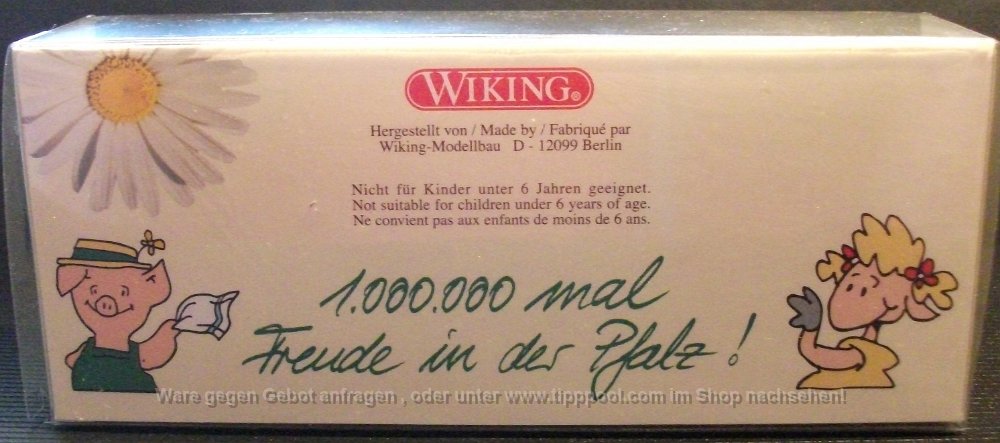 WIKING®
Hergestellt von / Made by / Fabriqué par
Wiking-Modellbau D - 12099 Berlin
Nicht für Kinder unter 6 Jahren geeignet.
Not suitable for children under 6 years of age.
Ne convient pas aux enfants de moins de 6 ans.
1.000.000 mal
Freude in der Pfalz!
Ware gegen Gebot anfragen , oder unter www.tipppool.com im Shop nachsehen!